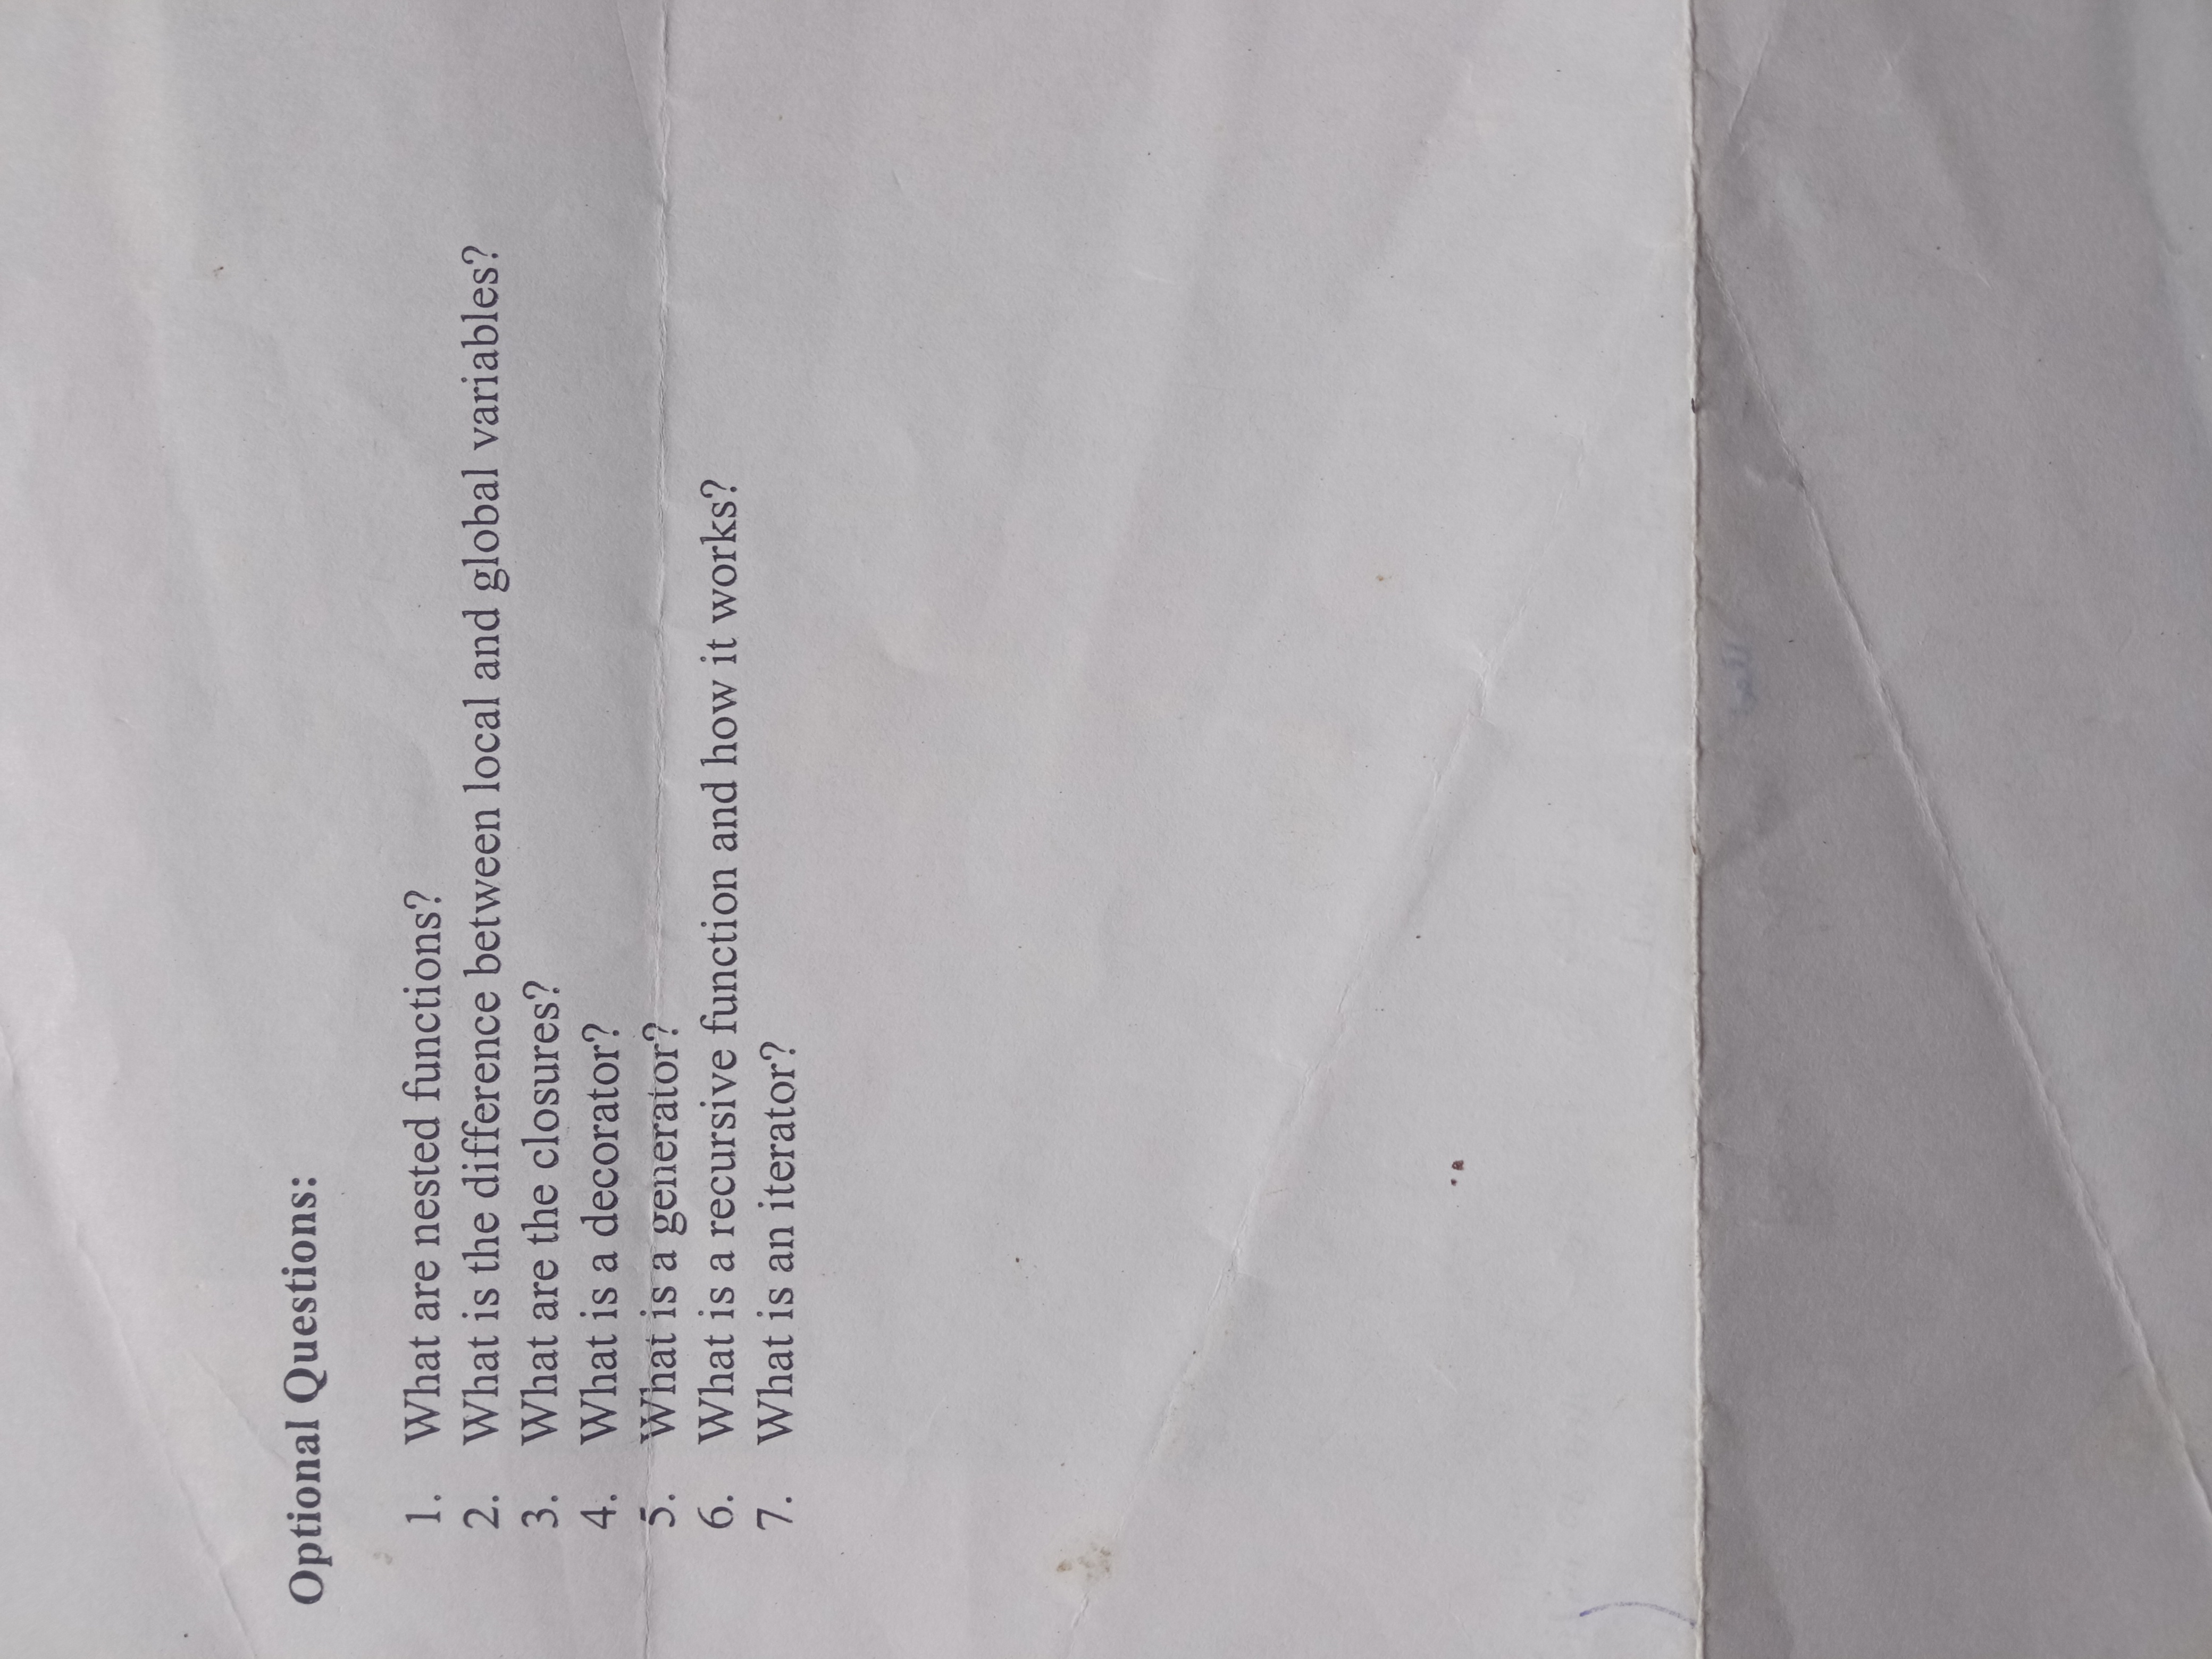 Optional Questions:
1. What are nested functions?
2. What is the difference between local and global variables?
3. What are the closures?
4. What is a decorator?
5. What is a generator?
6. What is a recursive function and how it works?
7. What is an iterator?